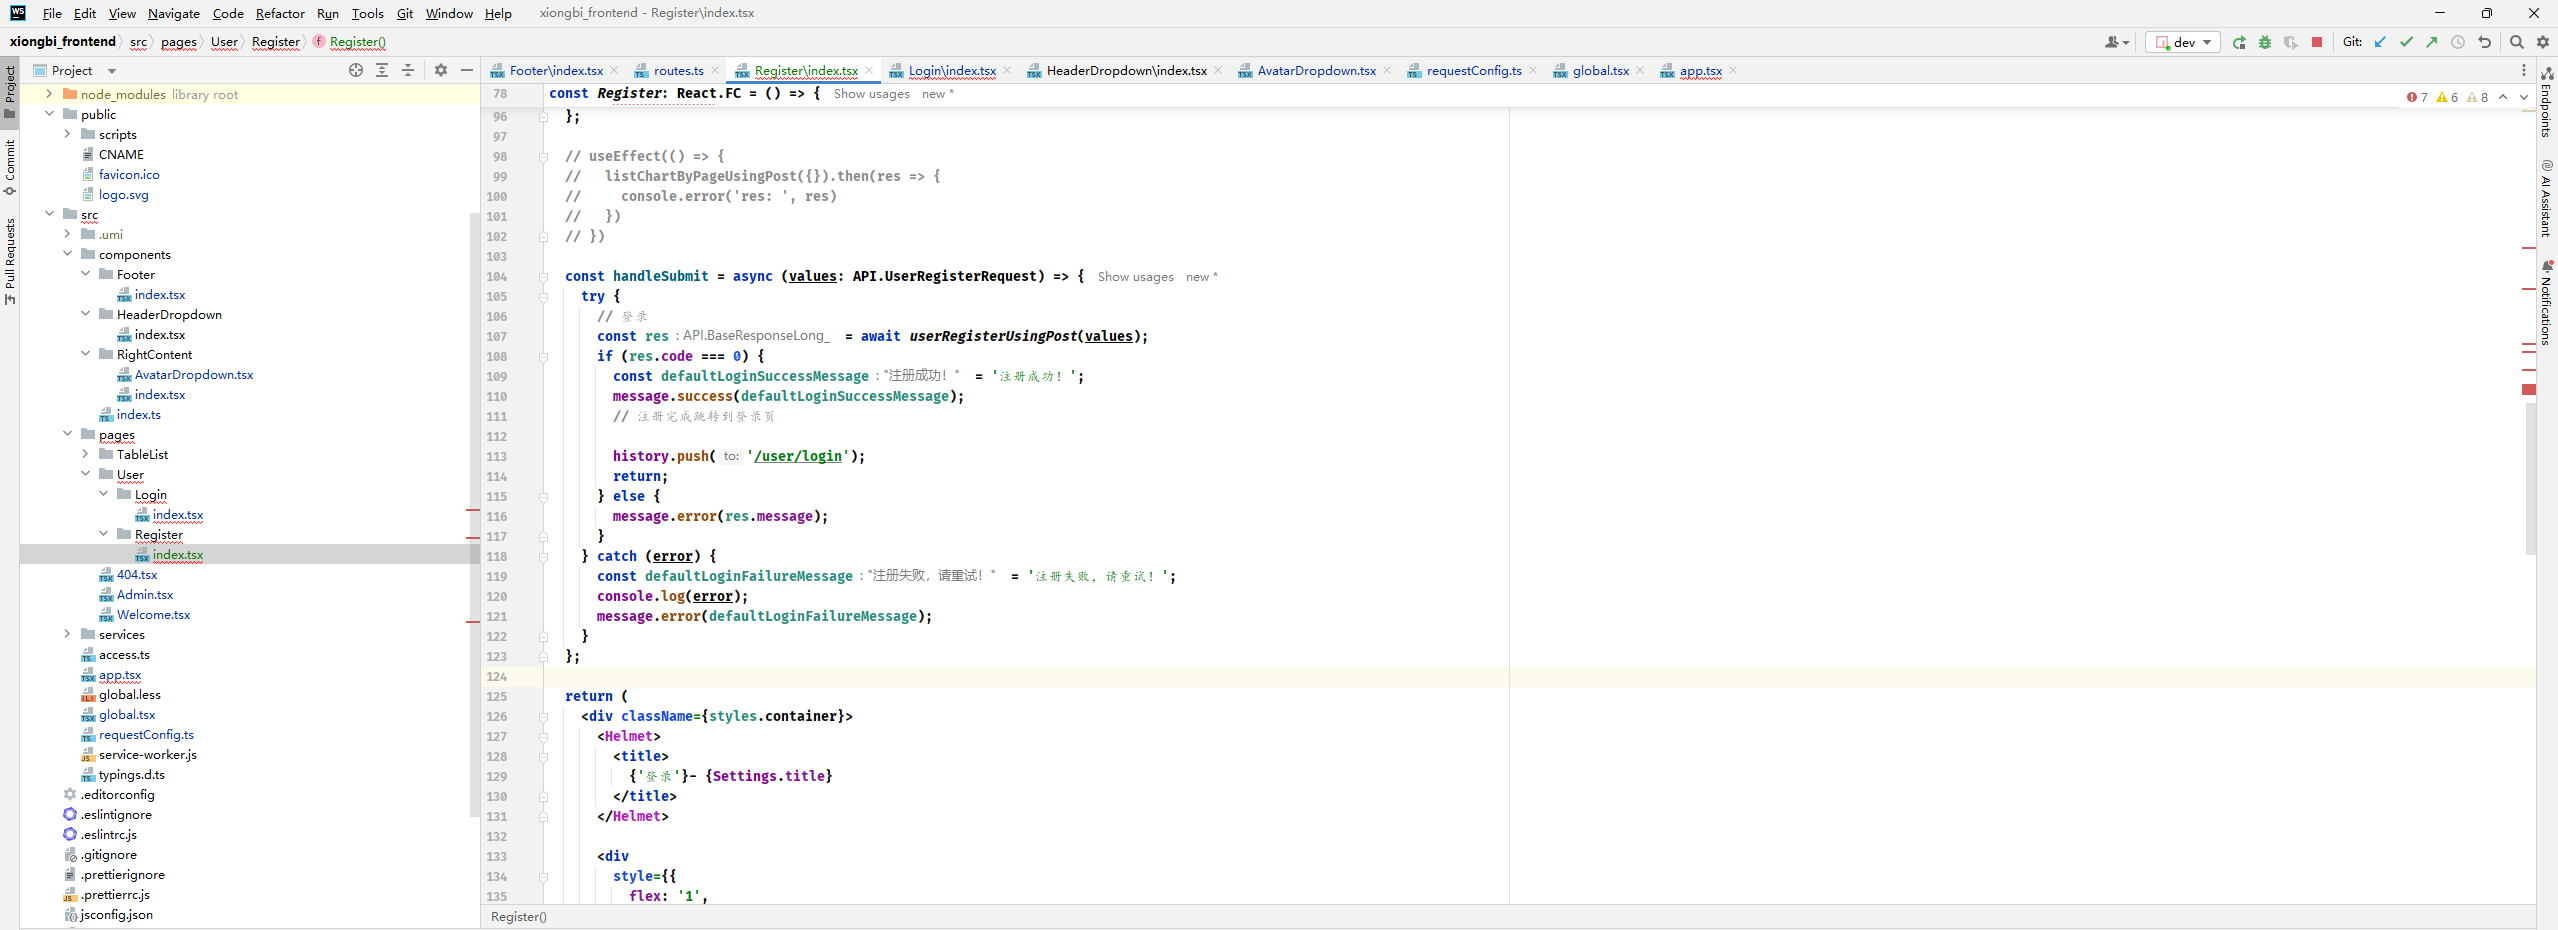 WS File Edit View Navigate Code Refactor Run Tools Git Window Help xiongbi_frontend - Register\index.tsx
xiongbi_frontend src pages User Register f Register() dev Git:
Project
Footer\index.tsx routes.ts Register\index.tsx Login\index.tsx HeaderDropdown\index.tsx AvatarDropdown.tsx requestConfig.ts global.tsx app.tsx
Project
Commit
Pull Requests
node_modules library root
public
scripts
CNAME
favicon.ico
logo.svg
src
.umi
components
Footer
index.tsx
HeaderDropdown
index.tsx
RightContent
AvatarDropdown.tsx
index.tsx
index.ts
pages
TableList
User
Login
index.tsx
Register
index.tsx
404.tsx
Admin.tsx
Welcome.tsx
services
access.ts
app.tsx
global.less
global.tsx
requestConfig.ts
service-worker.js
typings.d.ts
.editorconfig
.eslintignore
.eslintrc.js
.gitignore
.prettierignore
.prettierrc.js
jsconfig.json
78 const Register: React.FC = () => { Show usages new *
7 6 8
96 };
97
98 // useEffect(() => {
99 //   listChartByPageUsingPost({}).then(res => {
100 //     console.error('res: ', res)
101 //   })
102 // })
103
104 const handleSubmit = async (values: API.UserRegisterRequest) => { Show usages new *
105 try {
106 // 登录
107 const res : API.BaseResponseLong_ = await userRegisterUsingPost(values);
108 if (res.code === 0) {
109 const defaultLoginSuccessMessage : "注册成功！" = '注册成功！';
110 message.success(defaultLoginSuccessMessage);
111 // 注册完成跳转到登录页
112
113 history.push( to: '/user/login');
114 return;
115 } else {
116 message.error(res.message);
117 }
118 } catch (error) {
119 const defaultLoginFailureMessage : "注册失败，请重试！" = '注册失败，请重试！';
120 console.log(error);
121 message.error(defaultLoginFailureMessage);
122 }
123 };
124
125 return (
126 <div className={styles.container}>
127 <Helmet>
128 <title>
129 {'登录'}- {Settings.title}
130 </title>
131 </Helmet>
132
133 <div
134 style={{
135 flex: '1',
Register()
Endpoints
AI Assistant
Notifications